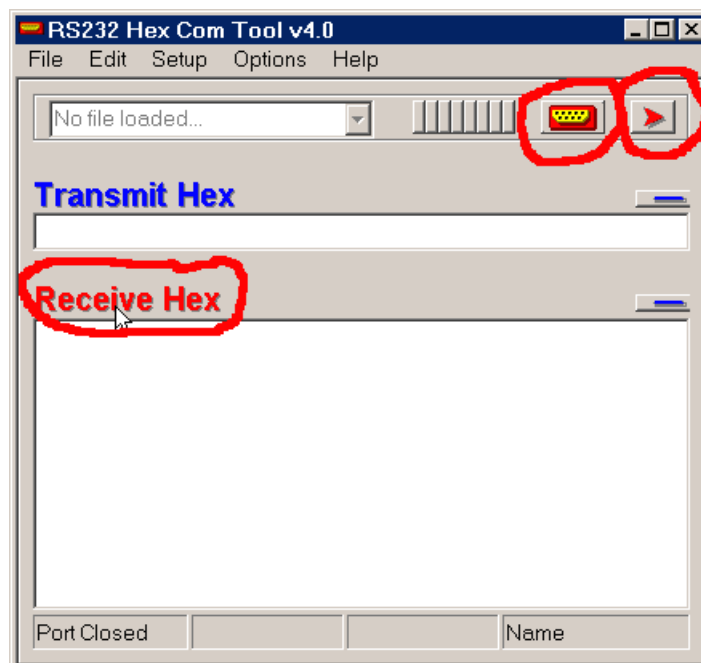 RS232 Hex Com Tool v4.0
File Edit Setup Options Help
No file loaded...
Transmit Hex
Receive Hex
Port Closed Name